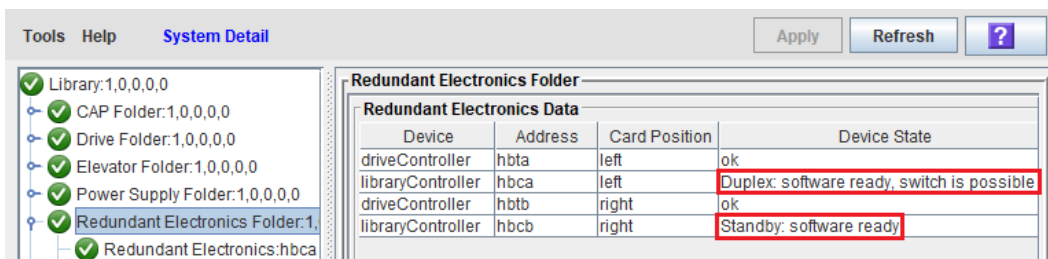 Tools Help System Detail Apply Refresh ?
Library:1,0,0,0,0
CAP Folder:1,0,0,0,0
Drive Folder:1,0,0,0,0
Elevator Folder:1,0,0,0,0
Power Supply Folder:1,0,0,0,0
Redundant Electronics Folder:1,
Redundant Electronics:hbca
Redundant Electronics Folder
Redundant Electronics Data
Device Address Card Position Device State
driveController hbta left ok
libraryController hbca left Duplex: software ready, switch is possible
driveController hbtb right ok
libraryController hbcb right Standby: software ready